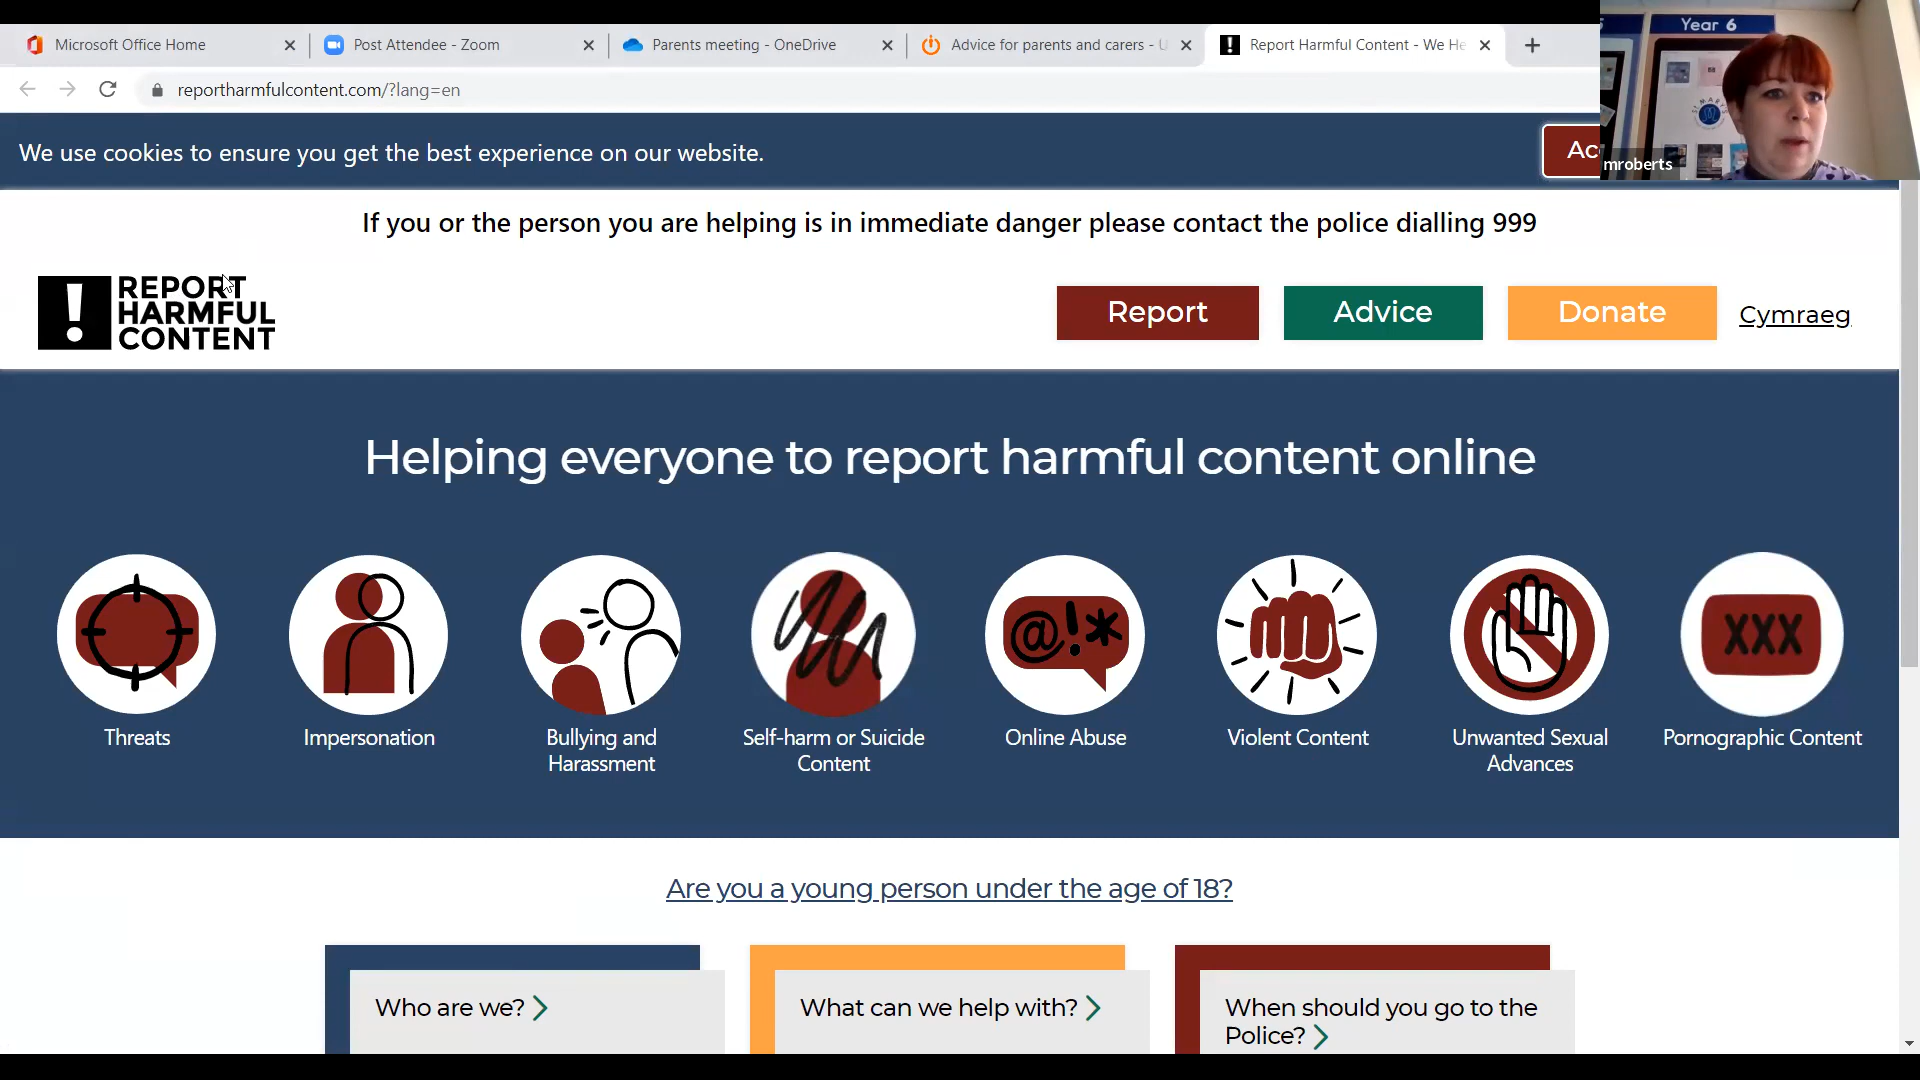 Microsoft Office Home
Post Attendee - Zoom
Parents meeting - OneDrive
Advice for parents and carers - U
Report Harmful Content - We He
reportharmfulcontent.com/?lang=en
We use cookies to ensure you get the best experience on our website.
Ac
Year 6
mroberts
If you or the person you are helping is in immediate danger please contact the police dialling 999
! REPORT
HARMFUL
CONTENT
Report
Advice
Donate
Cymraeg
Helping everyone to report harmful content online
@!*
XXX
Threats
Impersonation
Bullying and
Harassment
Self-harm or Suicide
Content
Online Abuse
Violent Content
Unwanted Sexual
Advances
Pornographic Content
Are you a young person under the age of 18?
Who are we?
What can we help with?
When should you go to the
Police?